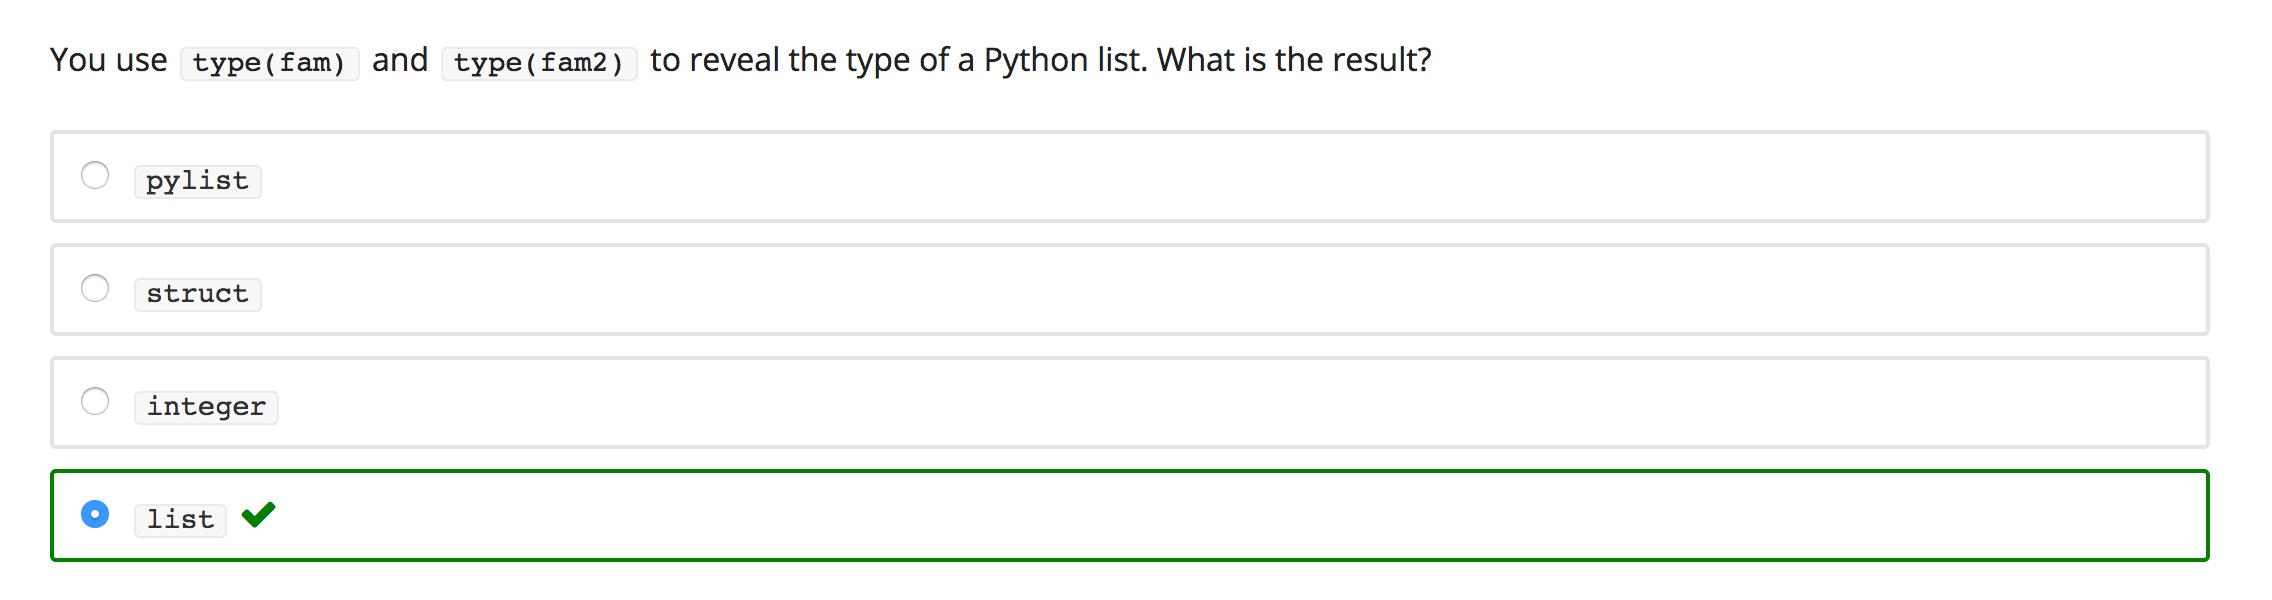 You use type(fam) and type(fam2) to reveal the type of a Python list. What is the result?
pylist
struct
integer
list